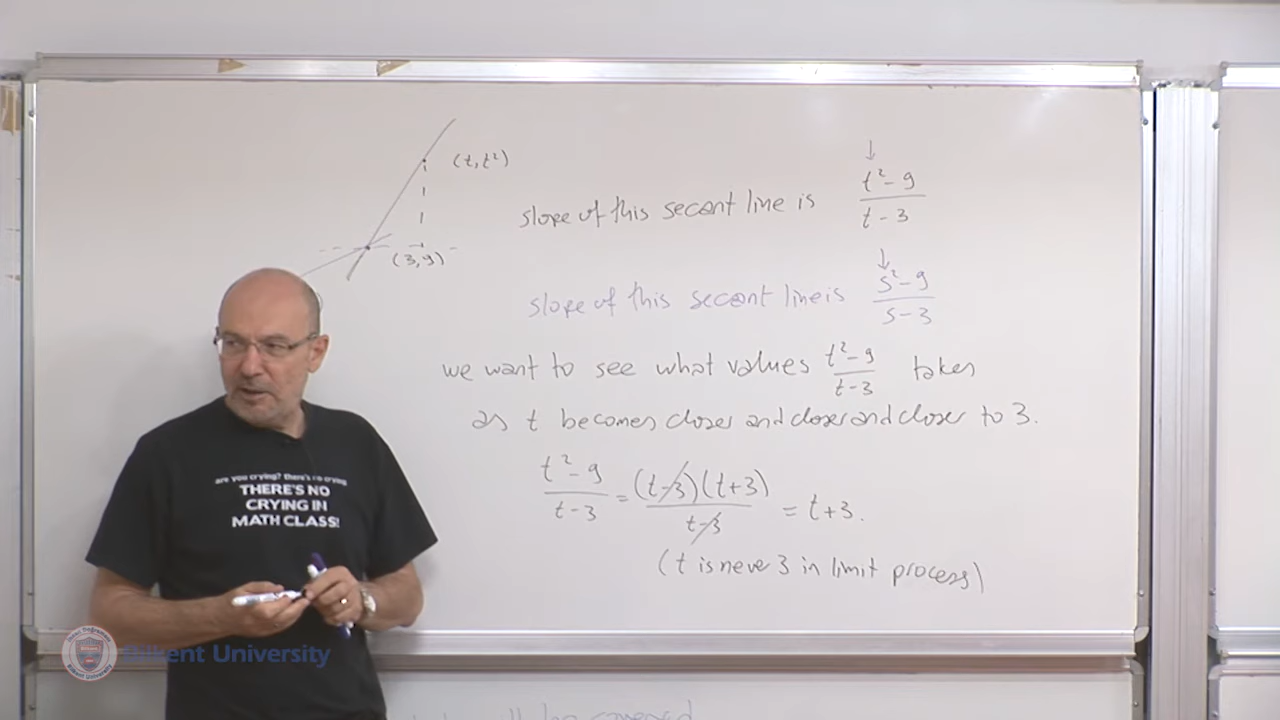 (t, t²)
(3, 9)
slope of this secant line is (t² - 9)/(t - 3)
slope of this secant line is (s² - 9)/(s - 3)
we want to see what values (t² - 9)/(t - 3) takes
as t becomes closer and closer and closer to 3.
(t² - 9)/(t - 3) = (t - 3)(t + 3)/(t - 3) = t + 3.
(t is neve 3 in limit process)
are you crying? there's no crying
THERE'S NO
CRYING IN
MATH CLASS!
Bilkent University